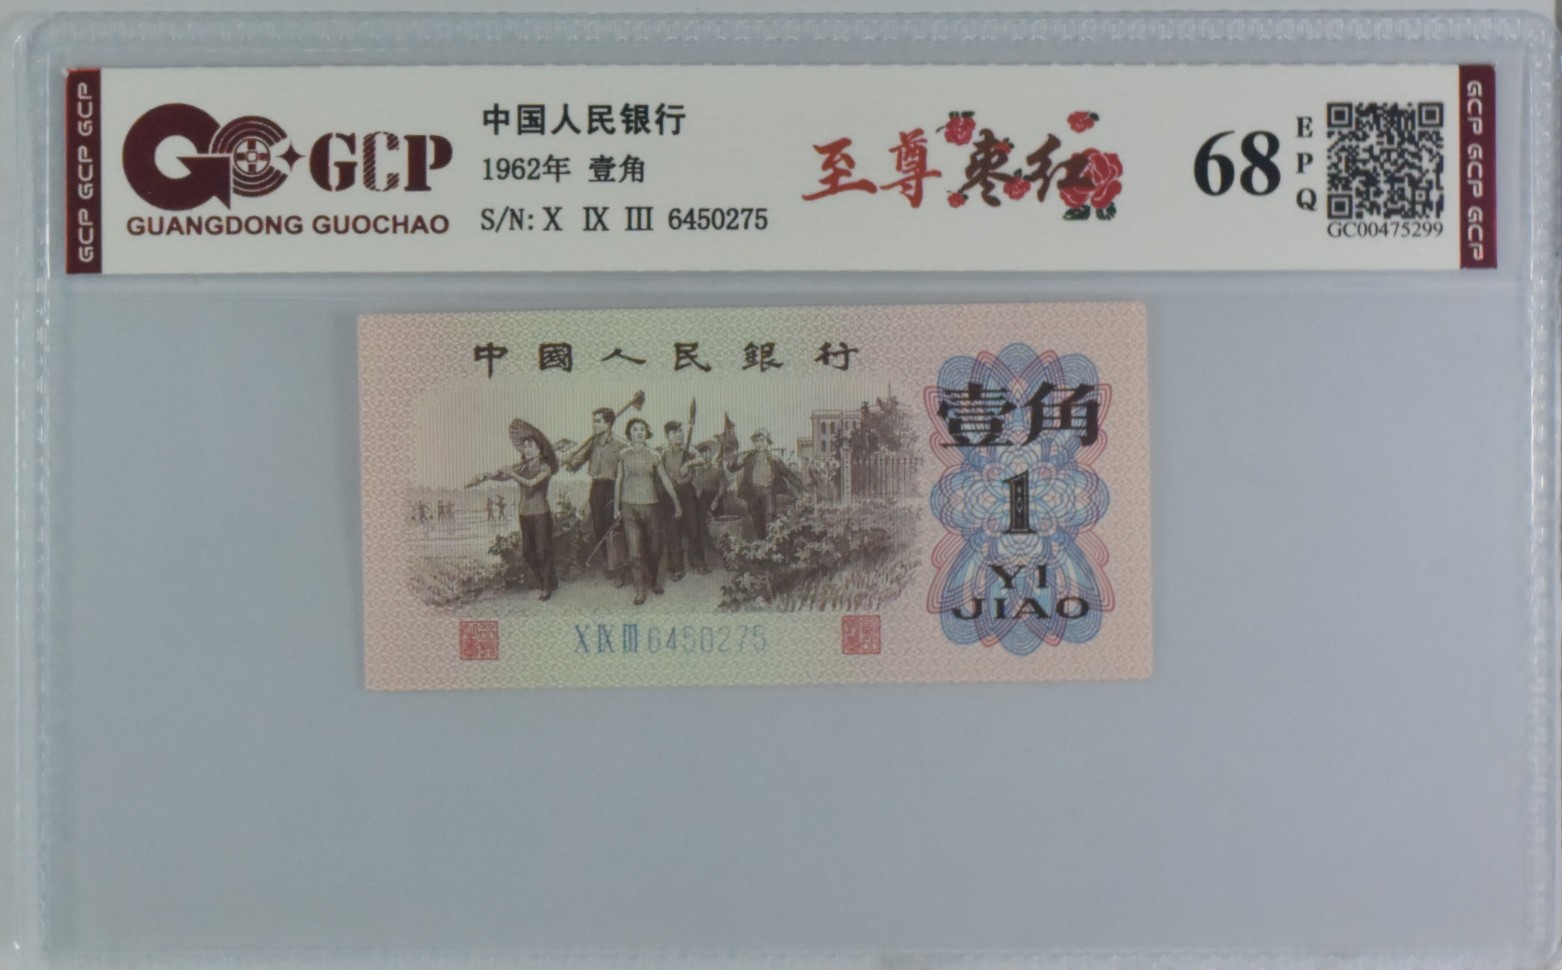 GCP GCP GCP
GCP
GUANGDONG GUOCHAO
中国人民银行
1962年 壹角
S/N: X IX III 6450275
至尊枣红
68
EPQ
GC00475299
GCP GCP GCP
中國人民銀行
壹角
1
YI
JIAO
X IX III 6450275